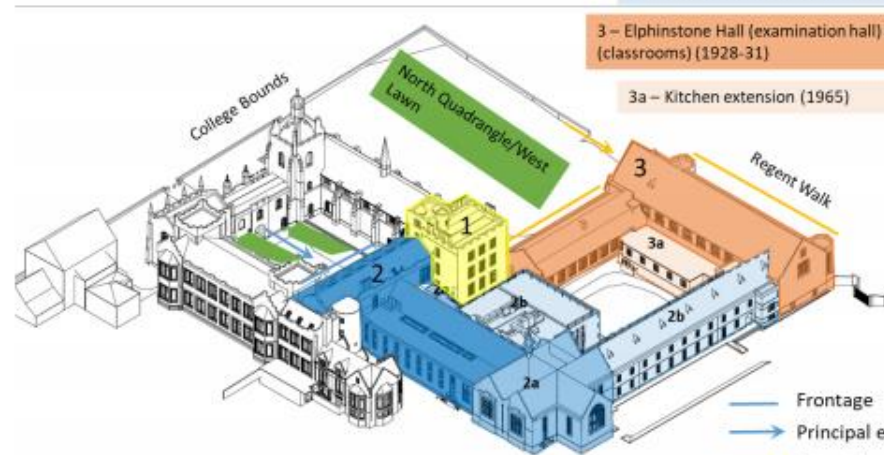 3 – Elphinstone Hall (examination hall)
(classrooms) (1928-31)
3a – Kitchen extension (1965)
College Bounds
North Quadrangle/West
Lawn
Regent Walk
3
3a
1
2
2b
2b
2a
Frontage
Principal e